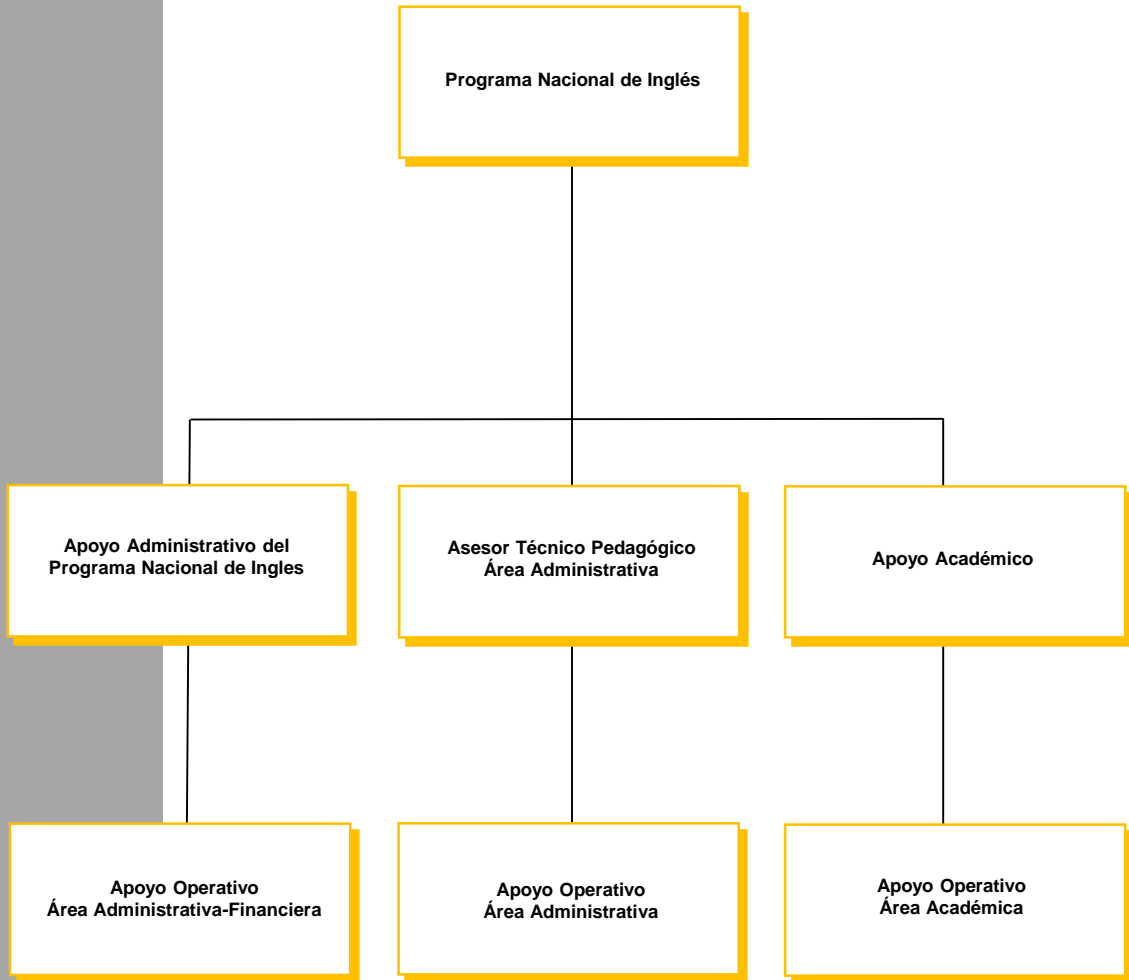 Programa Nacional de Inglés
Apoyo Administrativo del
Programa Nacional de Ingles
Asesor Técnico Pedagógico
Área Administrativa
Apoyo Académico
Apoyo Operativo
Área Administrativa-Financiera
Apoyo Operativo
Área Administrativa
Apoyo Operativo
Área Académica